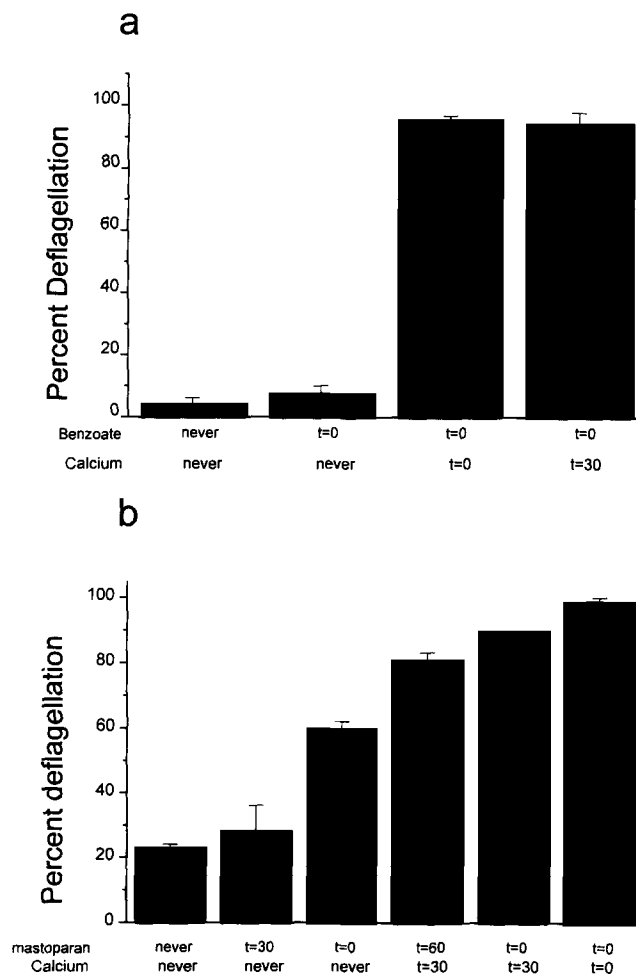 a
Percent Deflagellation
100
80
60
40
20
0
Benzoate never t=0 t=0 t=0
Calcium never never t=0 t=30
b
Percent deflagellation
100
80
60
40
20
0
mastoparan never t=30 t=0 t=60 t=0 t=0
Calcium never never never t=30 t=30 t=0